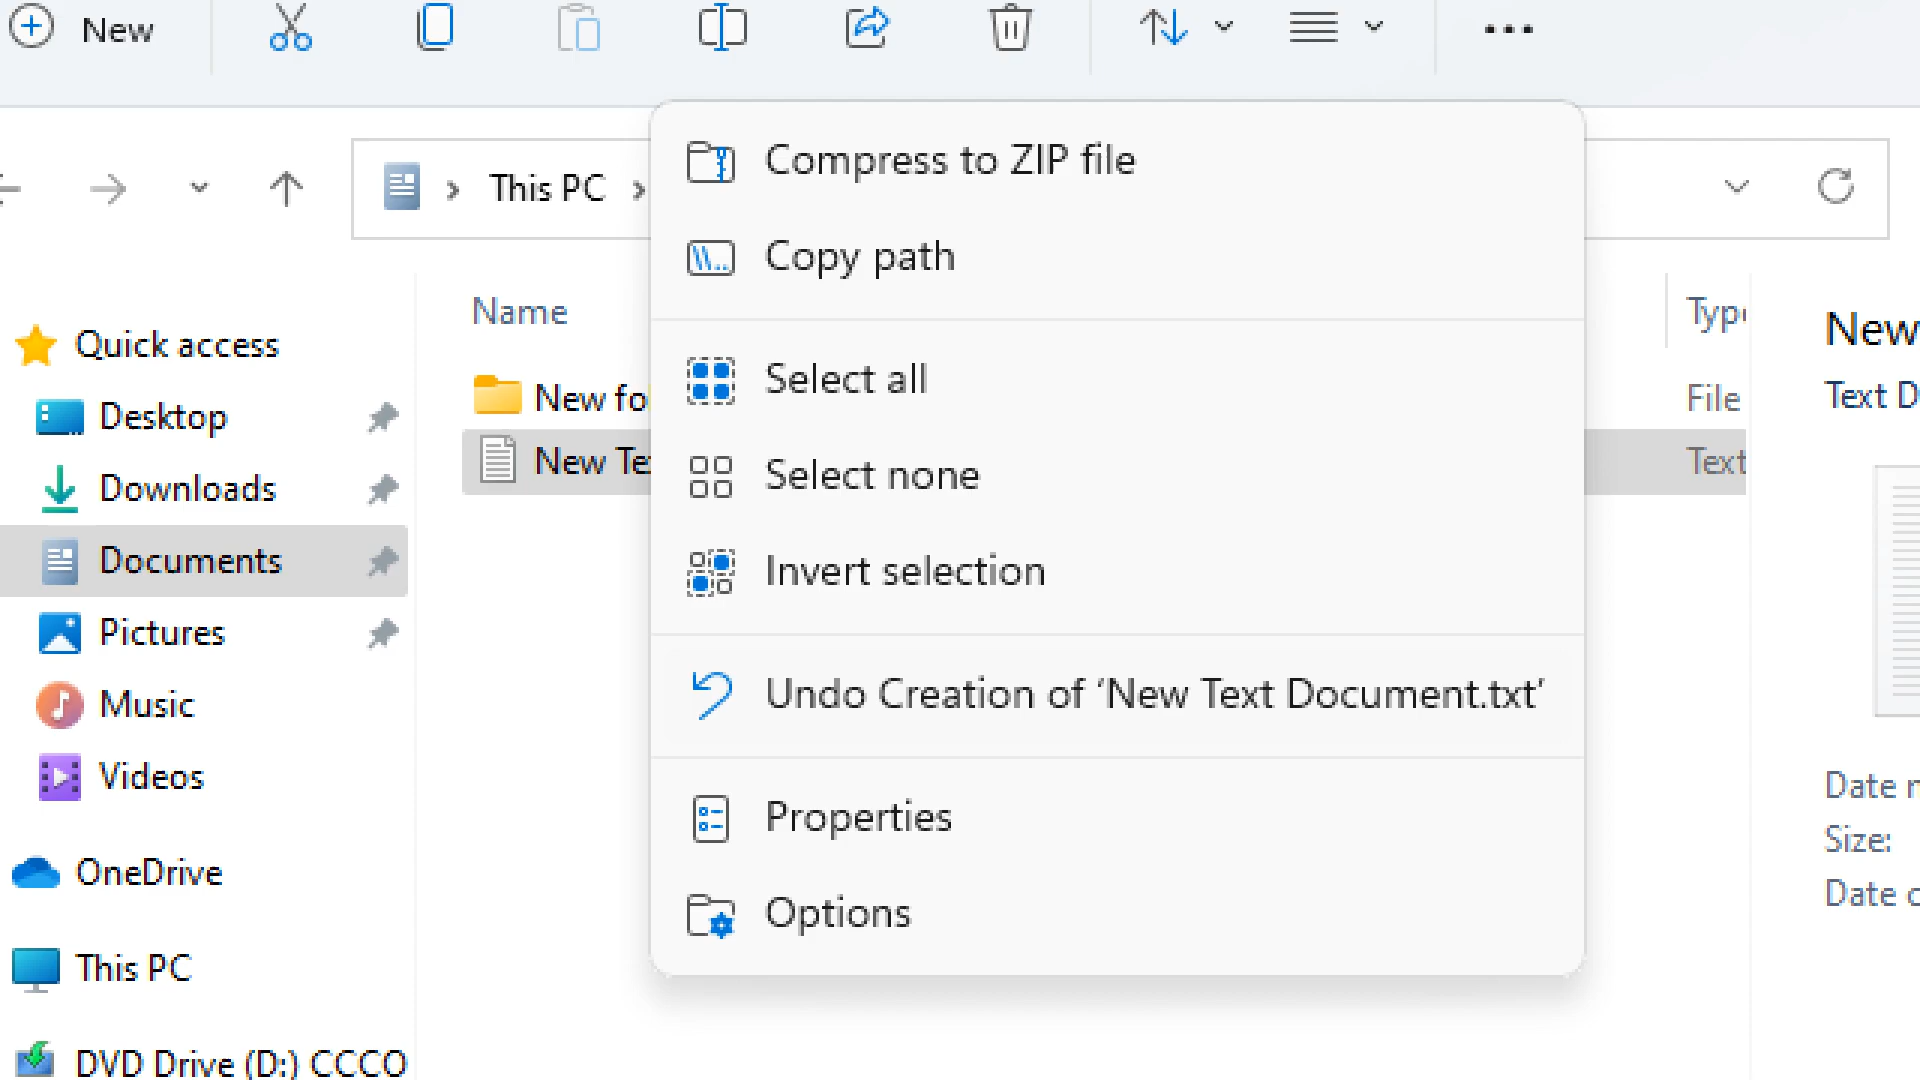 New
This PC
Compress to ZIP file
Copy path
Name
Quick access
New
Select all
Text D
New fo
File
Desktop
New Te
Text
Select none
Downloads
Documents
Invert selection
Pictures
Undo Creation of ‘New Text Document.txt’
Music
Videos
Date
Properties
Size:
OneDrive
Date
Options
This PC
DVD Drive (D:) CCCO